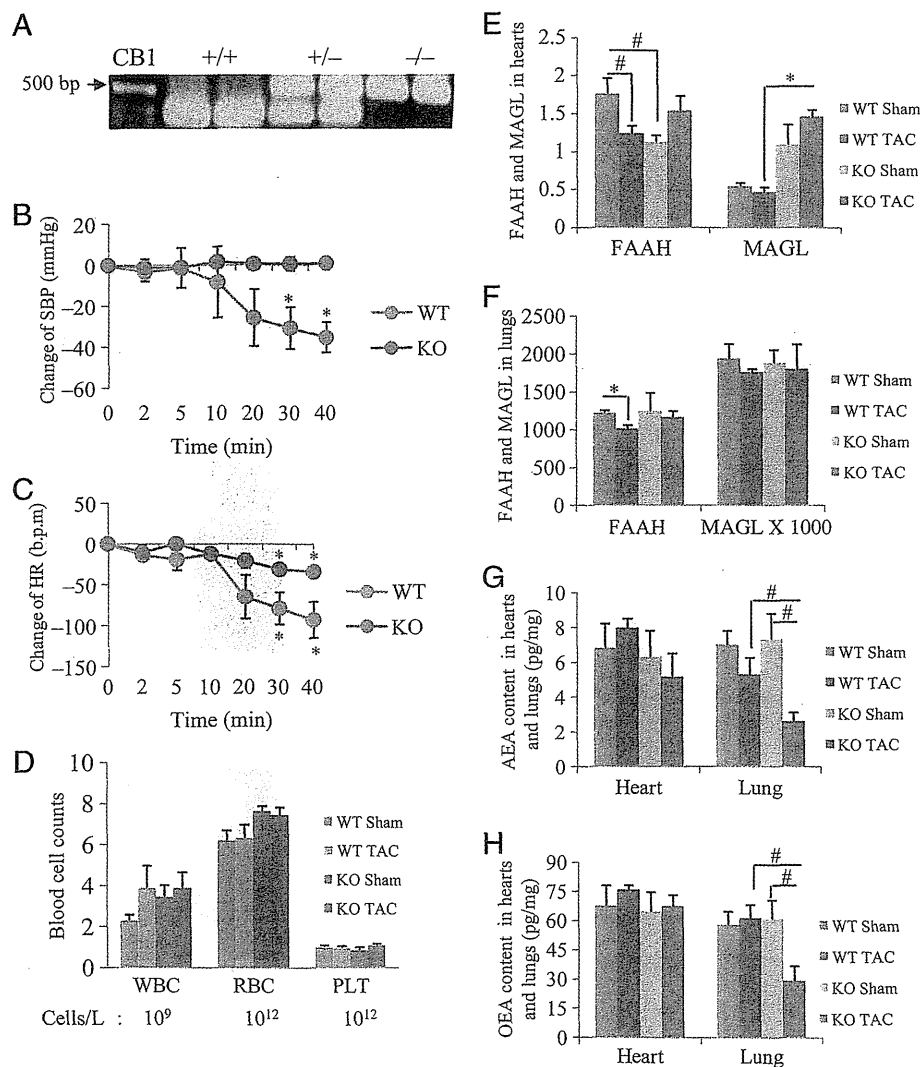 A
CB1 +/+ +/− −/−
500 bp
B
Change of SBP (mmHg)
20
0
−20
−40
−60
* *
WT
KO
0 2 5 10 20 30 40
Time (min)
C
Change of HR (b.p.m)
50
0
−50
−100
−150
* *
* *
WT
KO
0 2 5 10 20 30 40
Time (min)
D
Blood cell counts
10
8
6
4
2
0
WT Sham
WT TAC
KO Sham
KO TAC
WBC RBC PLT
Cells/L : 10⁹ 10¹² 10¹²
E
FAAH and MAGL in hearts
2.5
2
1.5
1
0.5
0
#
#
*
WT Sham
WT TAC
KO Sham
KO TAC
FAAH MAGL
F
FAAH and MAGL in lungs
2500
2000
1500
1000
500
0
*
WT Sham
WT TAC
KO Sham
KO TAC
FAAH MAGL X 1000
G
AEA content in hearts
and lungs (pg/mg)
10
8
6
4
2
0
#
#
WT Sham
WT TAC
KO Sham
KO TAC
Heart Lung
H
OEA content in hearts
and lungs (pg/mg)
90
75
60
45
30
15
0
#
#
WT Sham
WT TAC
KO Sham
KO TAC
Heart Lung